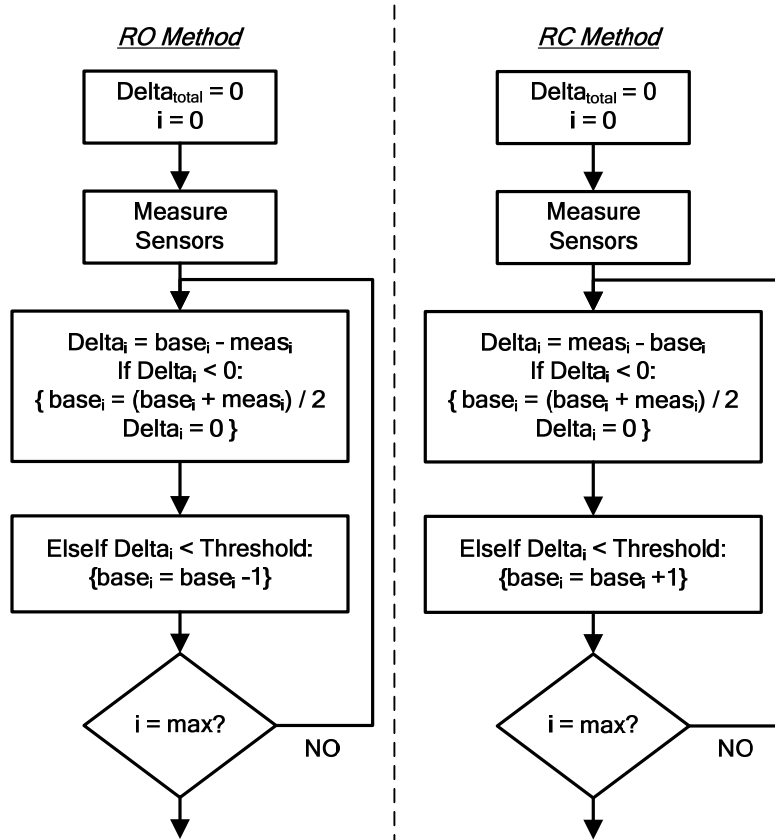 RO Method
Delta_total = 0
i = 0
Measure
Sensors
Delta_i = base_i - meas_i
If Delta_i < 0:
{ base_i = (base_i + meas_i) / 2
Delta_i = 0 }
ElseIf Delta_i < Threshold:
{base_i = base_i -1}
i = max?
NO
RC Method
Delta_total = 0
i = 0
Measure
Sensors
Delta_i = meas_i - base_i
If Delta_i < 0:
{ base_i = (base_i + meas_i) / 2
Delta_i = 0 }
ElseIf Delta_i < Threshold:
{base_i = base_i +1}
i = max?
NO